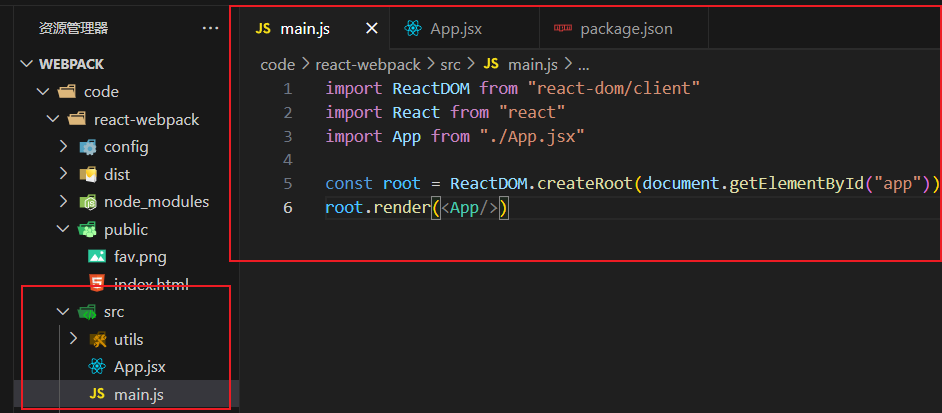 资源管理器
WEBPACK
code
react-webpack
config
dist
node_modules
public
fav.png
index.html
src
utils
App.jsx
JS main.js
JS main.js
App.jsx
package.json
code > react-webpack > src > JS main.js > ...
1 import ReactDOM from "react-dom/client"
2 import React from "react"
3 import App from "./App.jsx"
4
5 const root = ReactDOM.createRoot(document.getElementById("app"))
6 root.render(<App/>)